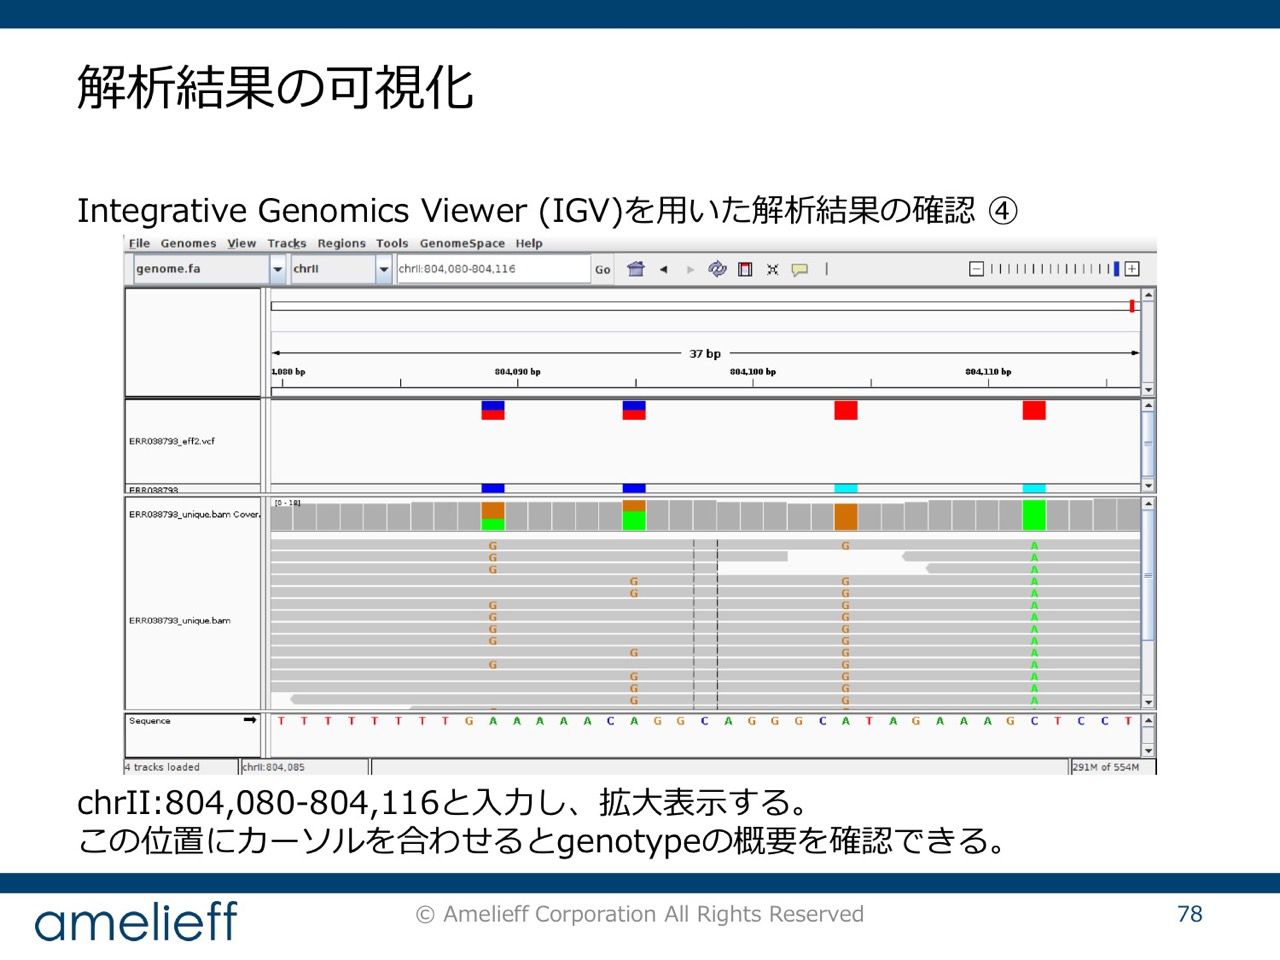 解析結果の可視化
Integrative Genomics Viewer (IGV)を用いた解析結果の確認 ④
File Genomes View Tracks Regions Tools GenomeSpace Help
genome.fa chrII chrII:804,080-804,116 Go
37 bp
804,090 bp 804,100 bp 804,110 bp
ERR038793_eff2.vcf
ERR038793
[0 - 18]
ERR038793_unique.bam Cover
G G A
G A
G A
G G A
G G A
G G A
G G A
G G A
G G A
G G A
G G A
G G A
G G A
G G A
ERR038793_unique.bam
Sequence T T T T T T T T G A A A A A C A G G C A G G G C A T A G A A A G C T C C T
4 tracks loaded chrII:804,085 291M of 554M
chrII:804,080-804,116と入力し、拡大表示する。
この位置にカーソルを合わせるとgenotypeの概要を確認できる。
amelieff © Amelieff Corporation All Rights Reserved 78